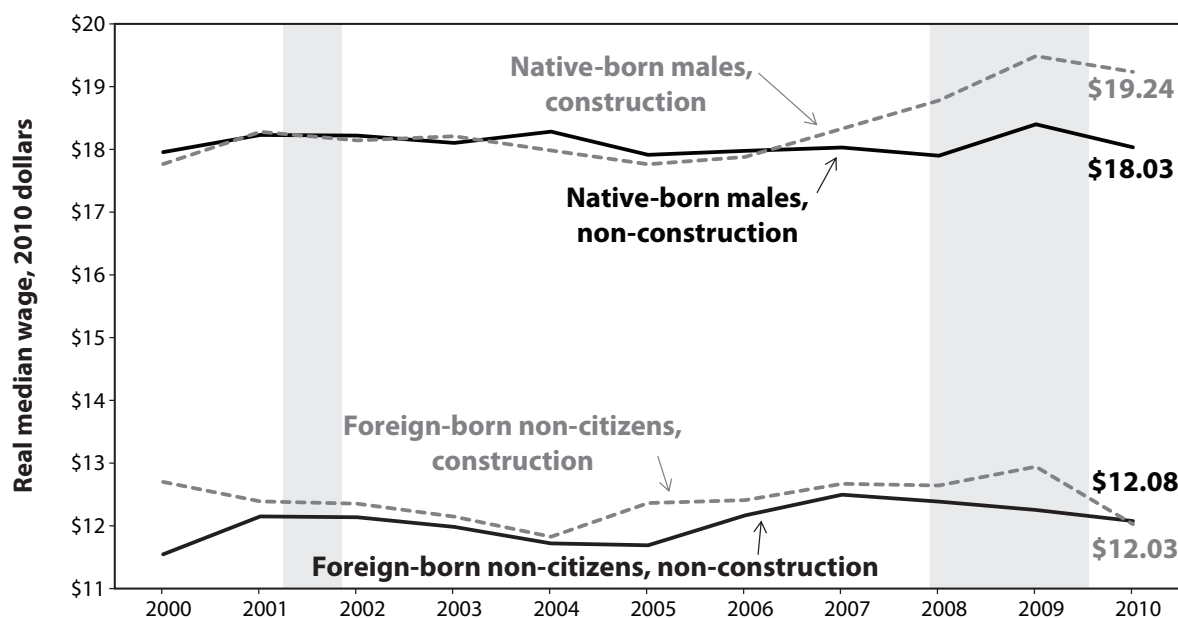 $20
$19
$18
$17
$16
$15
$14
$13
$12
$11
Real median wage, 2010 dollars
Native-born males,
construction
$19.24
$18.03
Native-born males,
non-construction
Foreign-born non-citizens,
construction
$12.08
$12.03
Foreign-born non-citizens, non-construction
2000 2001 2002 2003 2004 2005 2006 2007 2008 2009 2010